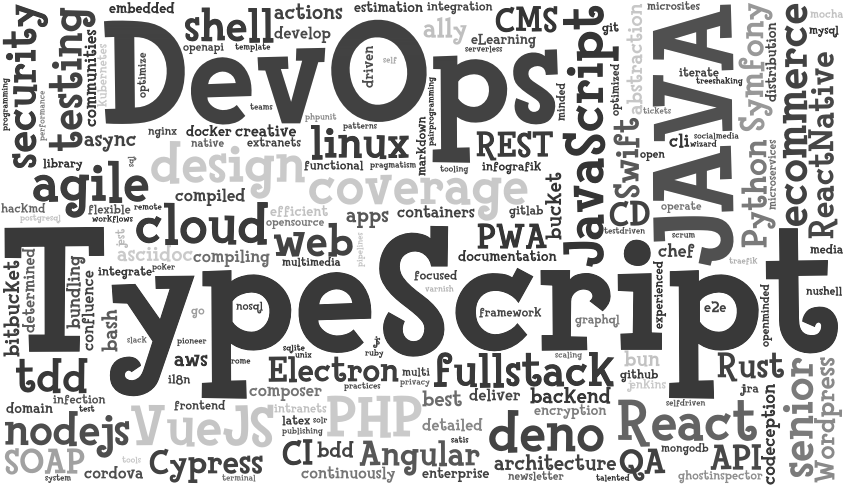 embedded
shell
actions
estimation
integration
CMS
JavaScript
git
microsites
JAVA
mocha
mysql
security
testing
communities
kubernetes
DevOps
optimize
openapi
template
develop
driven
self
ally
eLearning
serverless
minded
optimized
abstraction
iterate
treeshaking
distribution
ecommerce
ReactNative
programming
performance
async
teams
phpunit
patterns
nginx
docker
creative
native
extranets
linux
functional
pragmatism
markdown
pairprogramming
tooling
REST
infografik
Swift
tickets
open
cli
socialmedia
wizard
Python
Symfony
microservices
library
sql
design
coverage
agile
compiled
bucket
hackmd
postgresql
flexible
remote
workflows
efficient
opensource
apps
containers
gitlab
CD
testdriven
operate
scrum
cloud
web
PWA
documentation
chef
traefik
media
jest
asciidoc
compiling
multimedia
pipelines
TypeScript
bitbucket
determined
bundling
confluence
integrate
poker
focused
varnish
experienced
nushell
go
nosql
framework
graphql
e2e
openminded
bash
slack
pioneer
rome
sqlite
unix
js
ruby
scaling
tdd
aws
i18n
Electron
practices
multi
privacy
fullstack
bun
github
jenkins
Rust
jra
senior
Wordpress
infection
domain
test
frontend
composer
intranets
best
deliver
backend
encryption
selfdriven
codeception
nodejs
VueJS
latex
solr
publishing
PHP
detailed
satis
deno
React
mongodb
SOAP
system
cordova
tools
Cypress
terminal
CI
bdd
continuously
Angular
enterprise
architecture
newsletter
talented
QA
API
ghostinspector